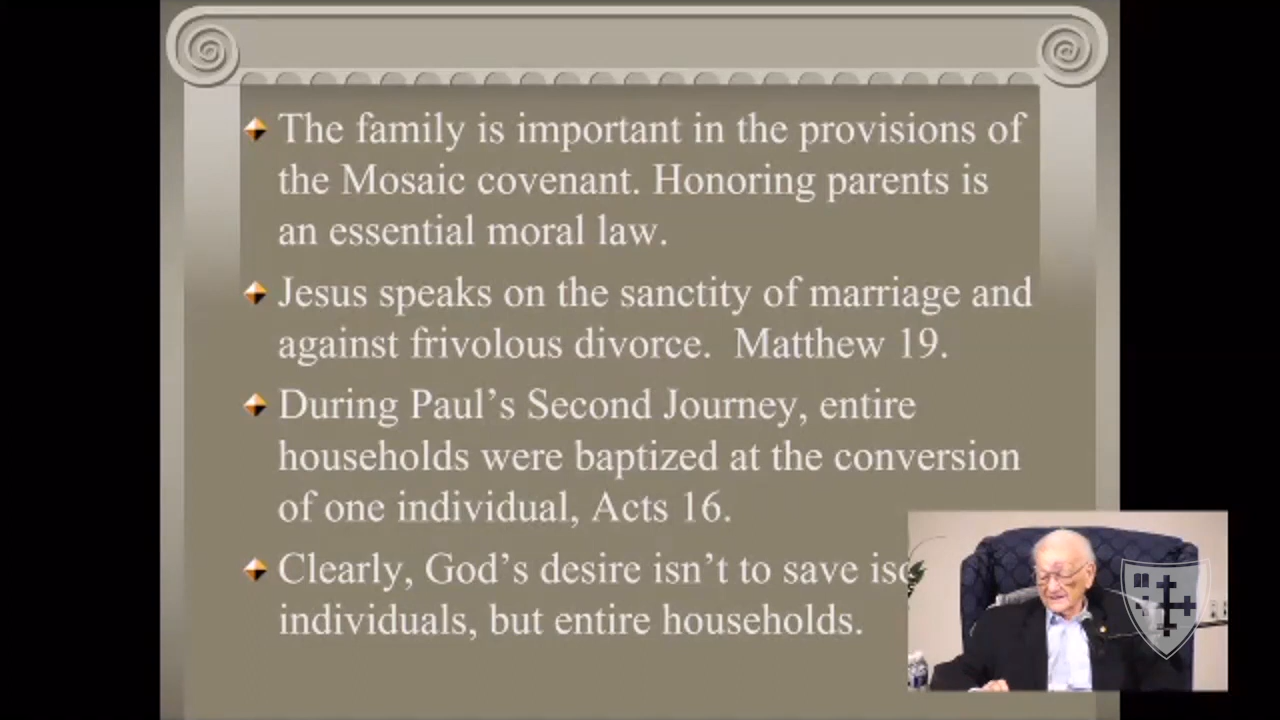 The family is important in the provisions of
the Mosaic covenant. Honoring parents is
an essential moral law.
Jesus speaks on the sanctity of marriage and
against frivolous divorce. Matthew 19.
During Paul's Second Journey, entire
households were baptized at the conversion
of one individual, Acts 16.
Clearly, God's desire isn't to save
individuals, but entire households.